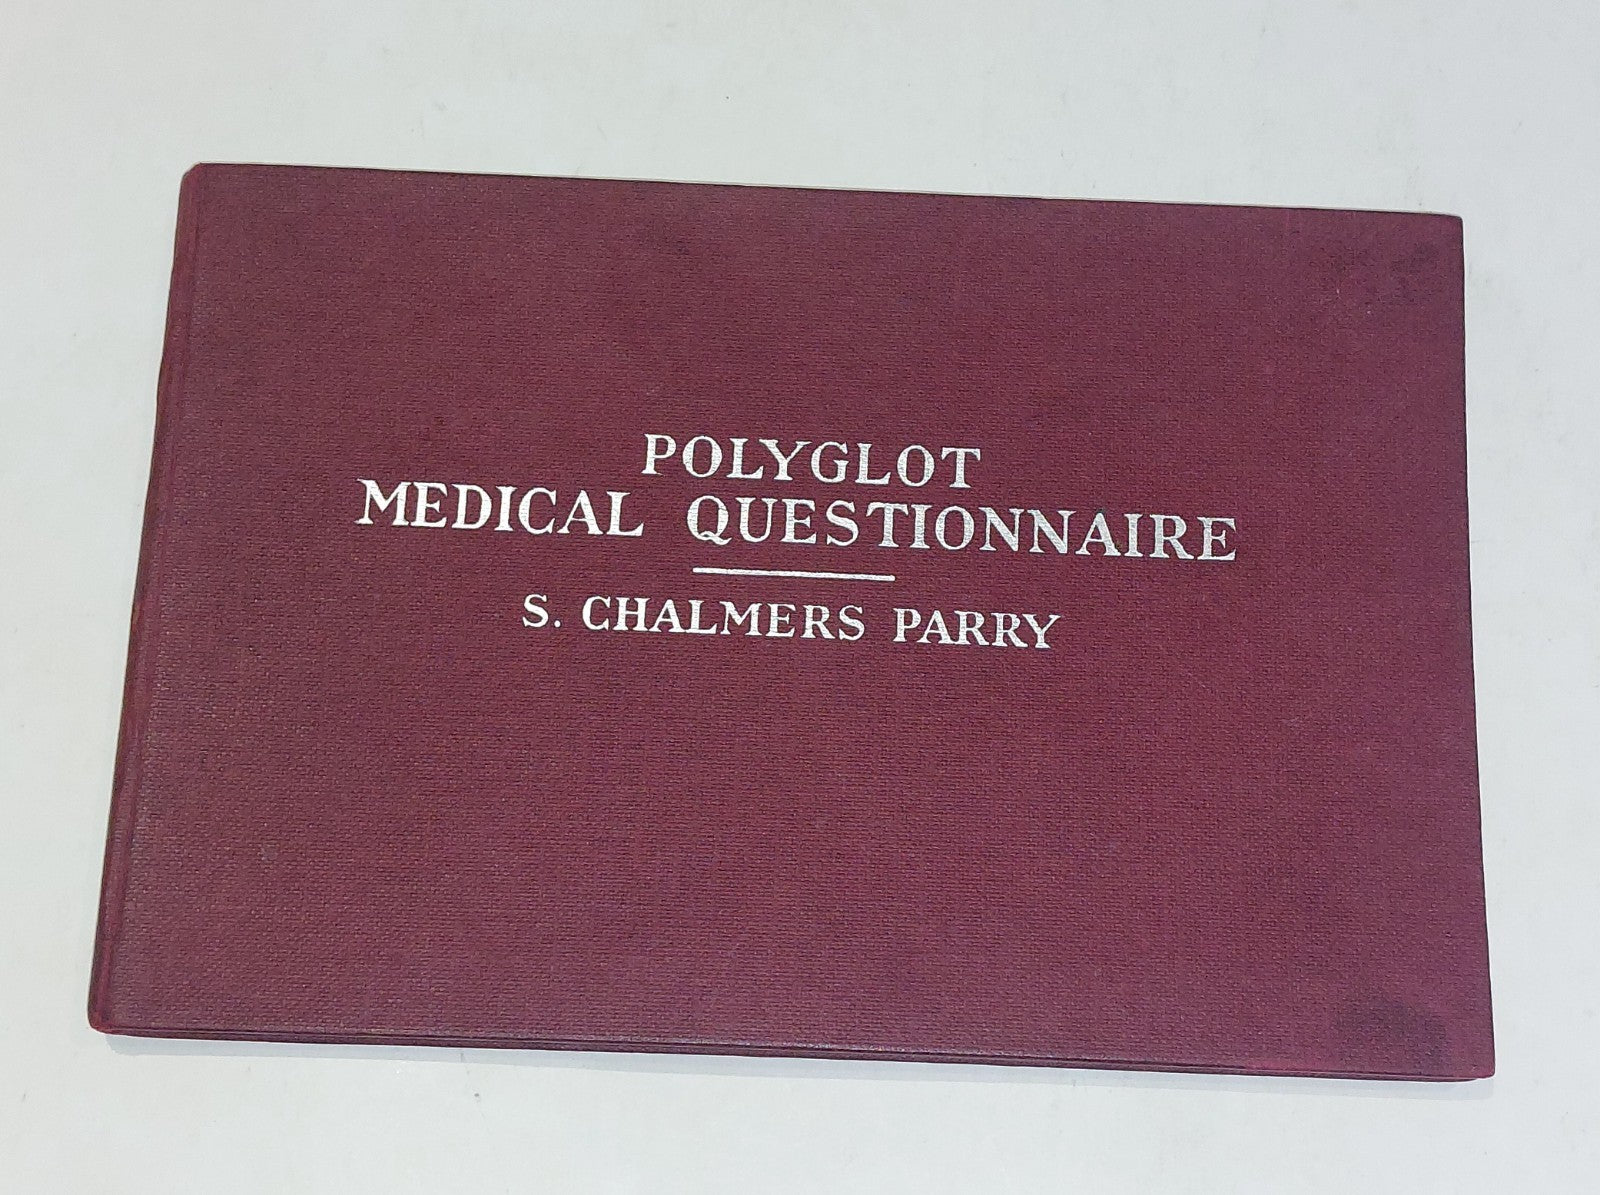 POLYGLOT
MEDICAL QUESTIONNAIRE
S. CHALMERS PARRY